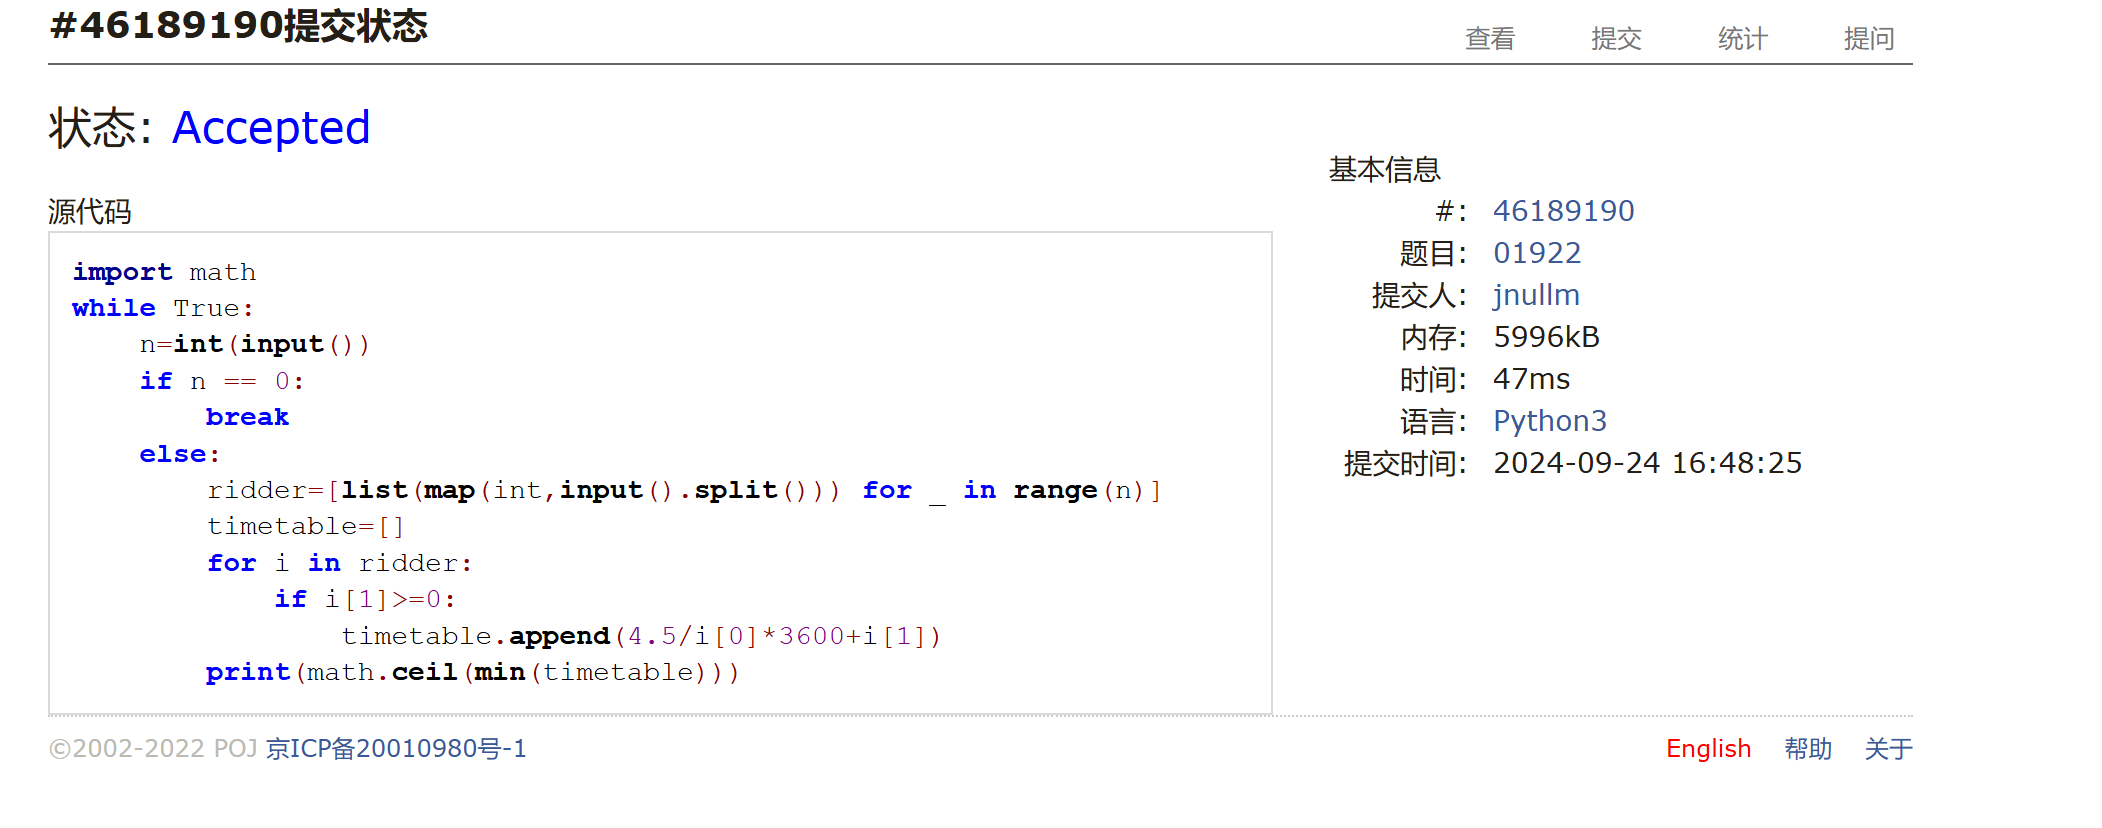 #46189190提交状态
查看 提交 统计 提问
状态: Accepted
源代码
import math
while True:
    n=int(input())
    if n == 0:
        break
    else:
        ridder=[list(map(int,input().split())) for _ in range(n)]
        timetable=[]
        for i in ridder:
            if i[1]>=0:
                timetable.append(4.5/i[0]*3600+i[1])
        print(math.ceil(min(timetable)))
基本信息
#: 46189190
题目: 01922
提交人: jnullm
内存: 5996kB
时间: 47ms
语言: Python3
提交时间: 2024-09-24 16:48:25
©2002-2022 POJ 京ICP备20010980号-1
English 帮助 关于